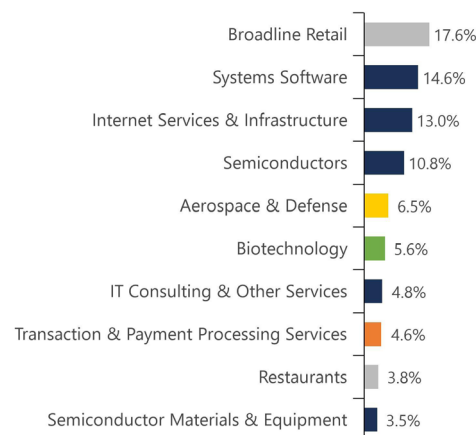 Broadline Retail 17.6%
Systems Software 14.6%
Internet Services & Infrastructure 13.0%
Semiconductors 10.8%
Aerospace & Defense 6.5%
Biotechnology 5.6%
IT Consulting & Other Services 4.8%
Transaction & Payment Processing Services 4.6%
Restaurants 3.8%
Semiconductor Materials & Equipment 3.5%